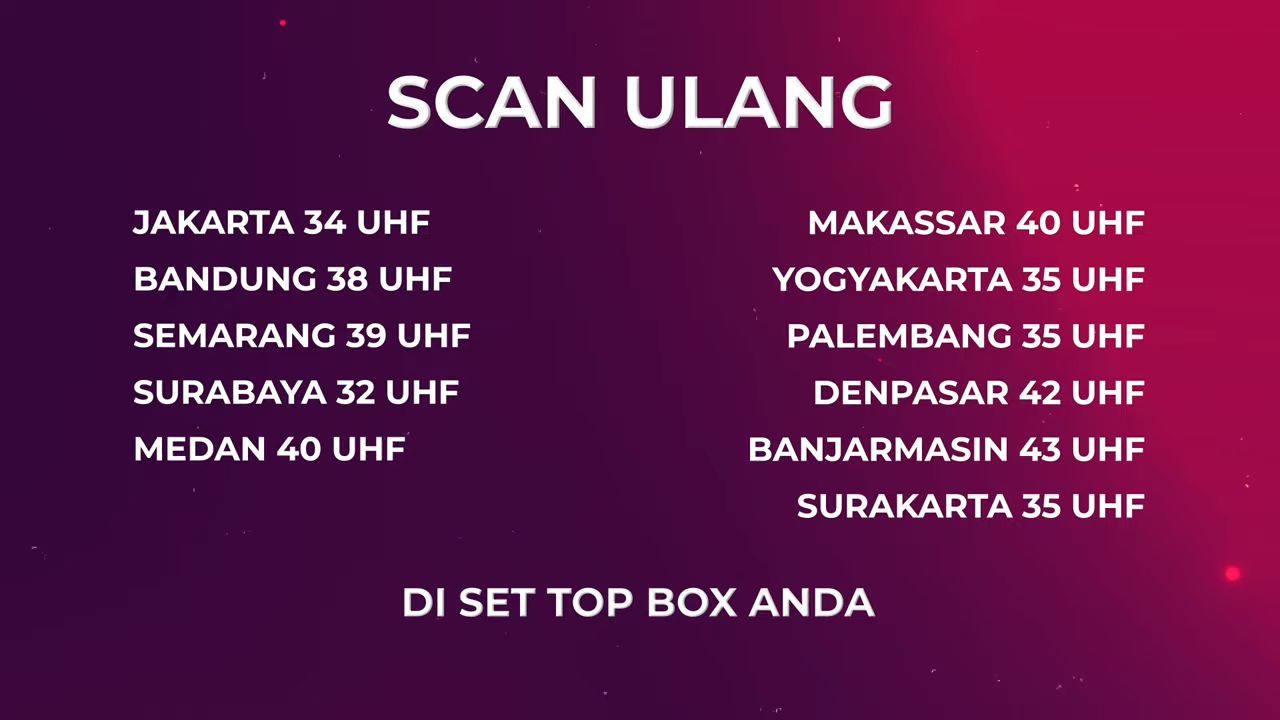 SCAN ULANG
JAKARTA 34 UHF
BANDUNG 38 UHF
SEMARANG 39 UHF
SURABAYA 32 UHF
MEDAN 40 UHF
MAKASSAR 40 UHF
YOGYAKARTA 35 UHF
PALEMBANG 35 UHF
DENPASAR 42 UHF
BANJARMASIN 43 UHF
SURAKARTA 35 UHF
DI SET TOP BOX ANDA